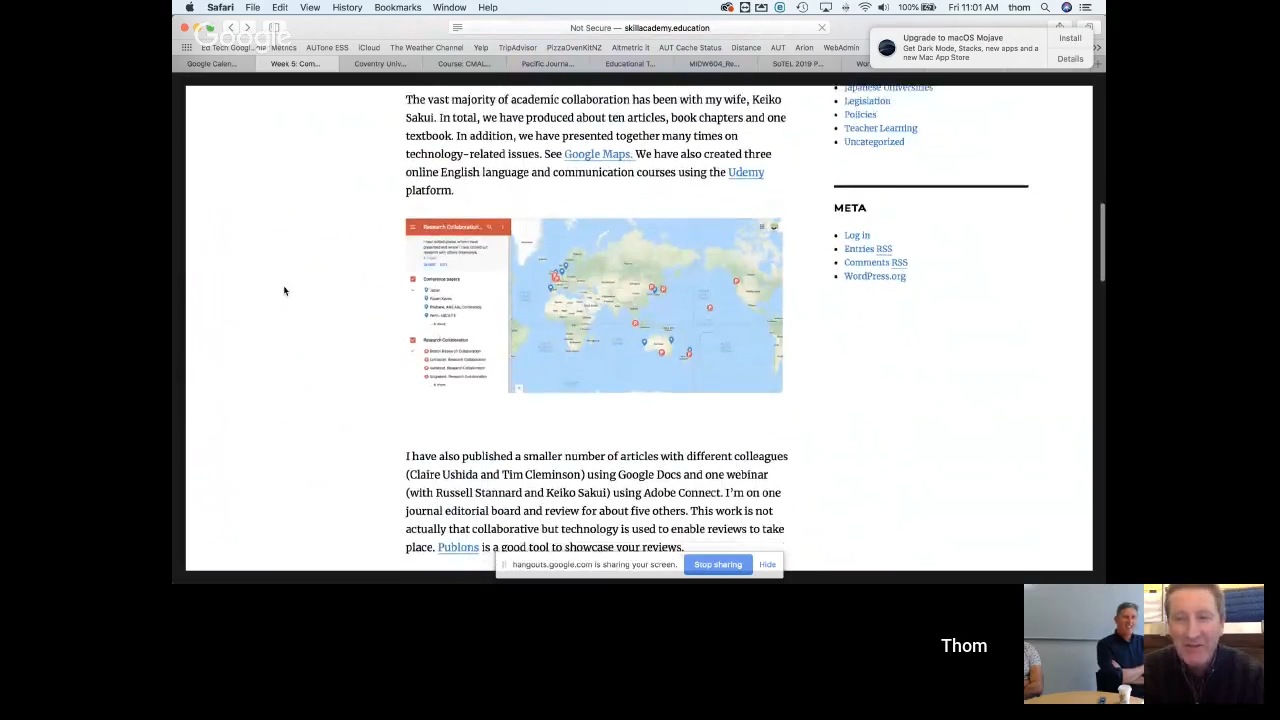 Safari File Edit View History Bookmarks Window Help
100%
Fri 11:01 AM thom
Google
Not Secure — skillacademy.education
Upgrade to macOS Mojave
Get Dark Mode, Stacks, new apps and a
new Mac App Store
Install
Details
Metrics AUTone ESS iCloud The Weather Channel Yelp TripAdvisor PizzaOvenKitNZ Altmetric it CAU Chat Updates Distance AUT Arion WebAdmin
Google Calen... Week 5: Com... Coventry Univ... Course: CMAL... Pacific Journa... Educational T... MIDW604_Re... SoTEL 2019 P...
The vast majority of academic collaboration has been with my wife, Keiko
Sakui. In total, we have produced about ten articles, book chapters and one
textbook. In addition, we have presented together many times on
technology-related issues. See Google Maps. We have also created three
online English language and communication courses using the Udemy
platform.
Japanese Universities
Legislation
Policies
Teacher Learning
Uncategorized
META
Log in
Entries RSS
Comments RSS
WordPress.org
Research Collaboration...
Conference papers
Research Collaboration
I have also published a smaller number of articles with different colleagues
(Claire Ushida and Tim Cleminson) using Google Docs and one webinar
(with Russell Stannard and Keiko Sakui) using Adobe Connect. I'm on one
journal editorial board and review for about five others. This work is not
actually that collaborative but technology is used to enable reviews to take
place. Publons is a good tool to showcase your reviews.
hangouts.google.com is sharing your screen. Stop sharing Hide
Thom